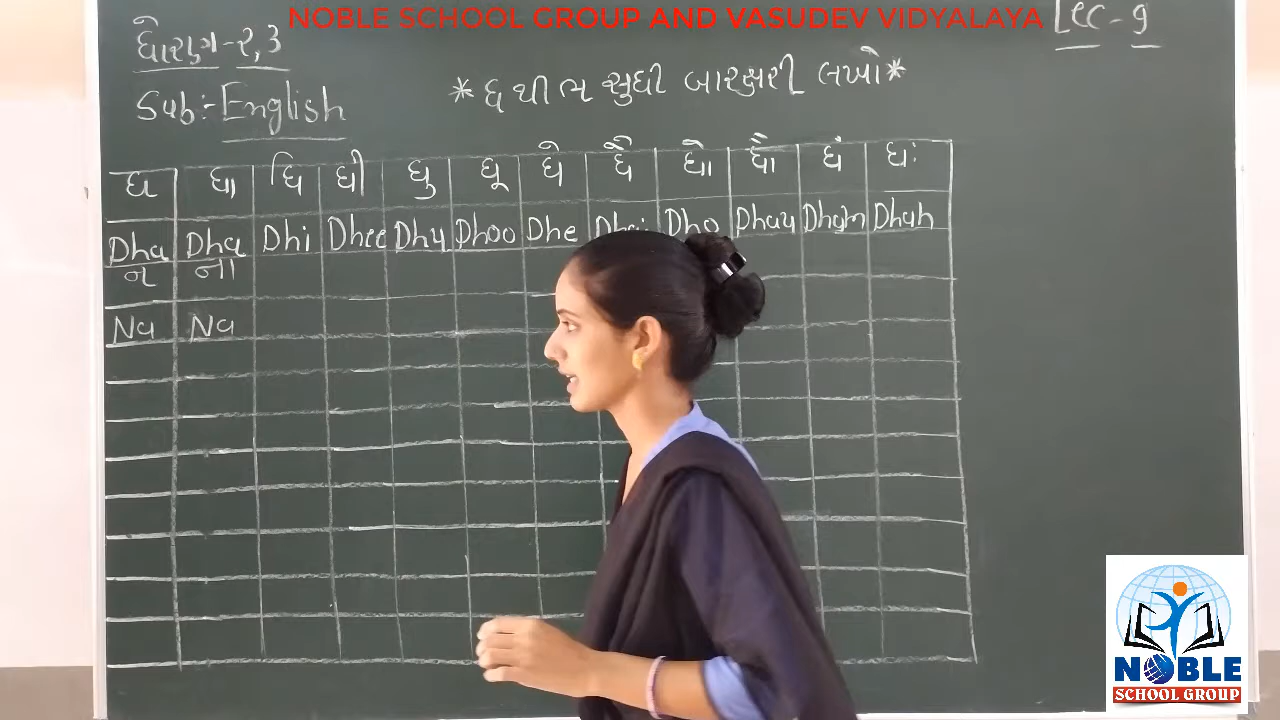 NOBLE SCHOOL GROUP AND VASUDEV VIDYALAYA
ધોરણ-૨,૩
Lec-9
Sub:- English
* ધ થી ભ સુધી બારક્ષરી લખો *
ધ ધા ધિ ધી ધુ ધૂ ધે ધૈ ધો ધૌ ધં ધઃ
Dha Dha Dhi Dhee Dhu Dhoo Dhe Dho Dhau Dham Dhah
ન ના
Na Na
NOBLE
SCHOOL GROUP